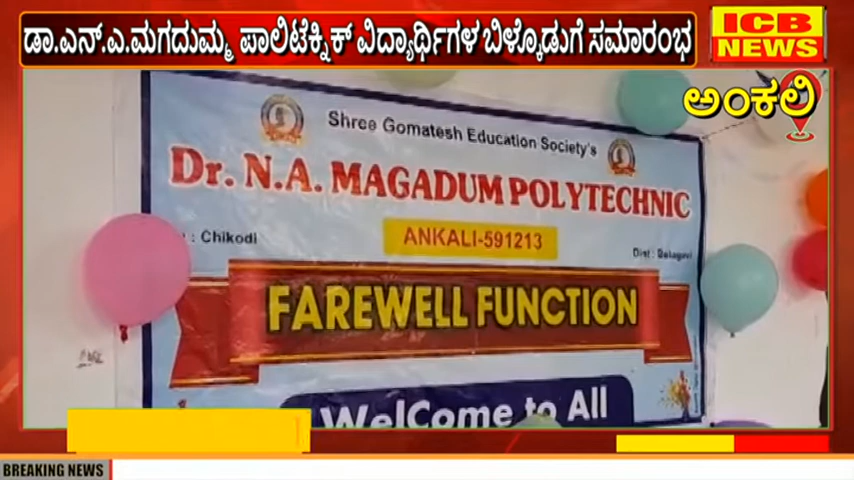 ಡಾ.ಎನ್.ಎ.ಮಗದುಮ್ಮ ಪಾಲಿಟೆಕ್ನಿಕ್ ವಿದ್ಯಾರ್ಥಿಗಳ ಬಿಳ್ಕೊಡುಗೆ ಸಮಾರಂಭ
ICB
NEWS
ಅಂಕಲಿ
Shree Gomatesh Education Society's
Dr. N.A. MAGADUM POLYTECHNIC
: Chikodi
ANKALI-591213
Dist: Belagavi
FAREWELL FUNCTION
WelCome to All
BREAKING NEWS